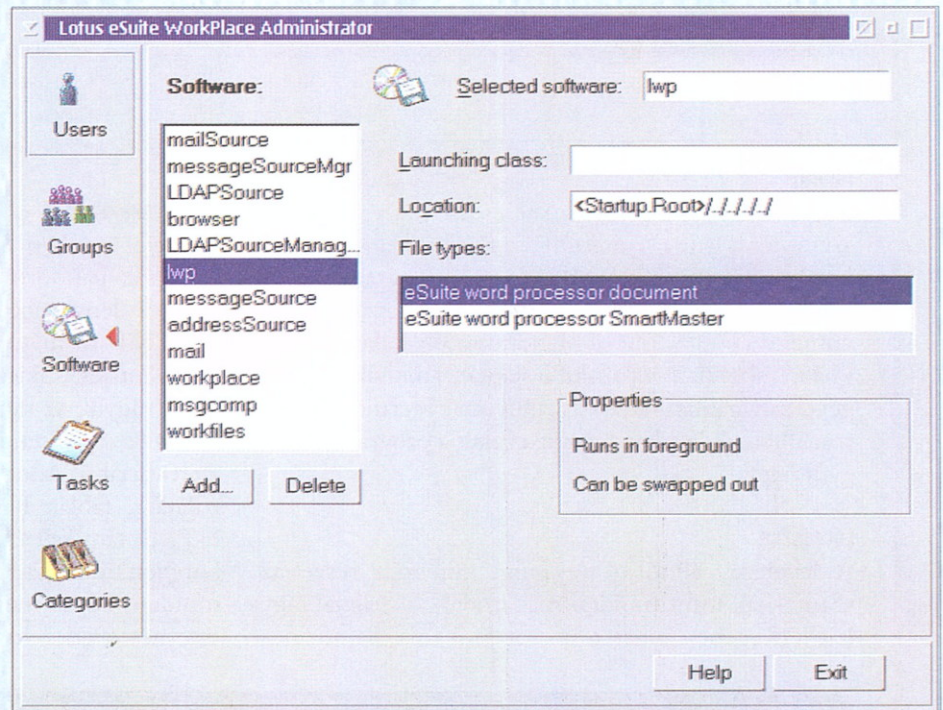 Lotus eSuite WorkPlace Administrator
Users
Groups
Software
Tasks
Categories
Software:
mailSource
messageSourceMgr
LDAPSource
browser
LDAPSourceManag...
lwp
messageSource
addressSource
mail
workplace
msgcomp
workfiles
Add...
Delete
Selected software: lwp
Launching class:
Location: <Startup.Root>/../../../../
File types:
eSuite word processor document
eSuite word processor SmartMaster
Properties
Runs in foreground
Can be swapped out
Help
Exit